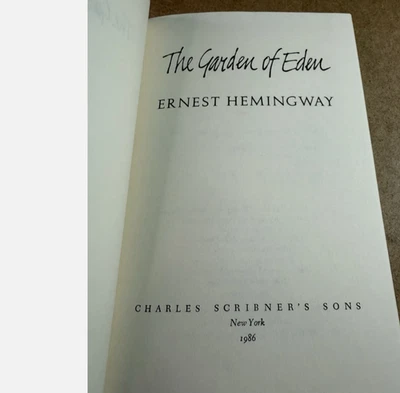 The Garden of Eden
ERNEST HEMINGWAY
CHARLES SCRIBNER'S SONS
New York
1986